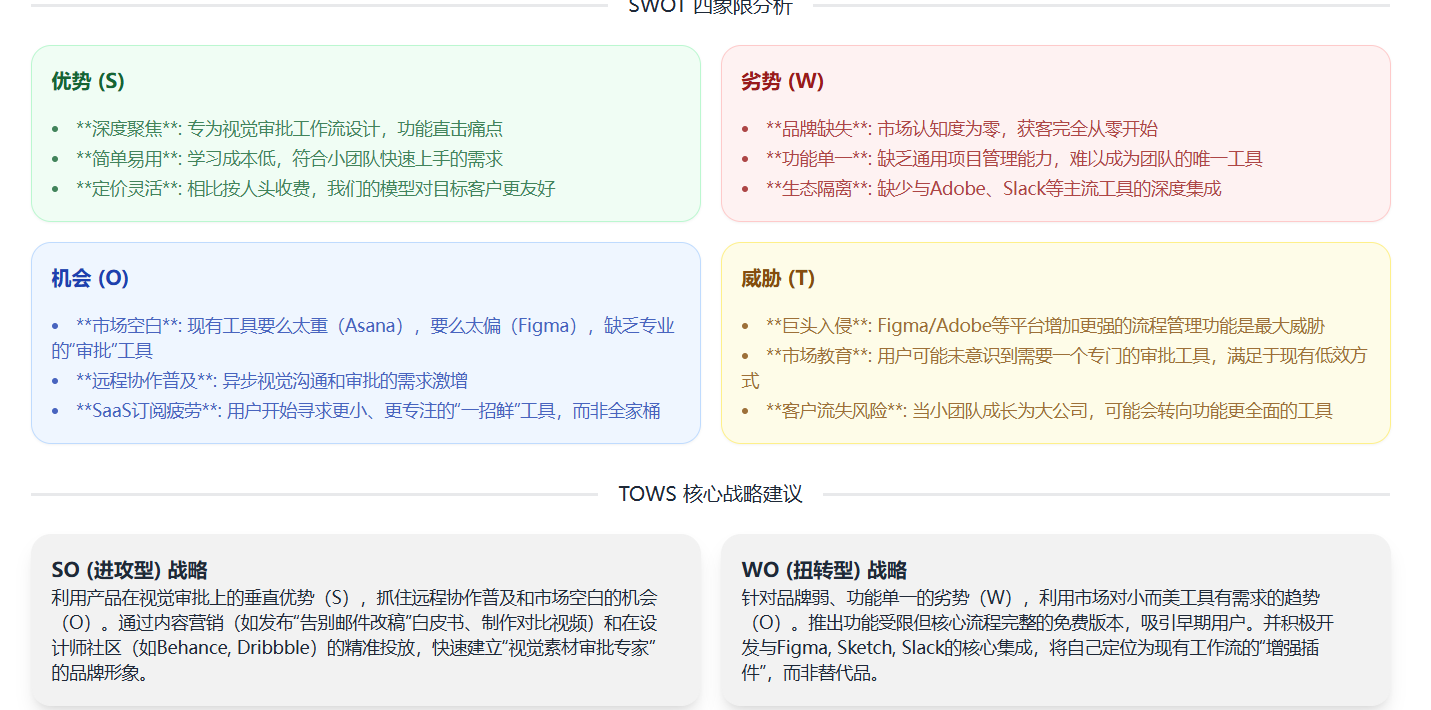 SWOT 四象限分析
优势 (S)
• **深度聚焦**: 专为视觉审批工作流设计，功能直击痛点
• **简单易用**: 学习成本低，符合小团队快速上手的需求
• **定价灵活**: 相比按人头收费，我们的模型对目标客户更友好
劣势 (W)
• **品牌缺失**: 市场认知度为零，获客完全从零开始
• **功能单一**: 缺乏通用项目管理能力，难以成为团队的唯一工具
• **生态隔离**: 缺少与Adobe、Slack等主流工具的深度集成
机会 (O)
• **市场空白**: 现有工具要么太重（Asana），要么太偏（Figma），缺乏专业
的“审批”工具
• **远程协作普及**: 异步视觉沟通和审批的需求激增
• **SaaS订阅疲劳**: 用户开始寻求更小、更专注的“一招鲜”工具，而非全家桶
威胁 (T)
• **巨头入侵**: Figma/Adobe等平台增加更强的流程管理功能是最大威胁
• **市场教育**: 用户可能未意识到需要一个专门的审批工具，满足于现有低效方
式
• **客户流失风险**: 当小团队成长为大公司，可能会转向功能更全面的工具
TOWS 核心战略建议
SO (进攻型) 战略
利用产品在视觉审批上的垂直优势（S），抓住远程协作普及和市场空白的机会
（O）。通过内容营销（如发布“告别邮件改稿”白皮书、制作对比视频）和在设
计师社区（如Behance, Dribbble）的精准投放，快速建立“视觉素材审批专家”
的品牌形象。
WO (扭转型) 战略
针对品牌弱、功能单一的劣势（W），利用市场对小而美工具有需求的趋势
（O）。推出功能受限但核心流程完整的免费版本，吸引早期用户。并积极开
发与Figma, Sketch, Slack的核心集成，将自己定位为现有工作流的“增强插
件”，而非替代品。